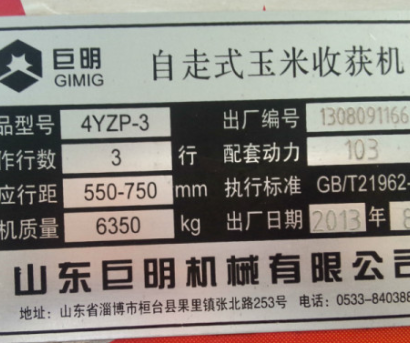 巨明 自走式玉米收获机
GIMIG
品型号 4YZP-3 出厂编号 1308091166
作行数 3 行 配套动力 103
应行距 550-750 mm 执行标准 GB/T21962-
机质量 6350 kg 出厂日期 2013 年 8
山东巨明机械有限公司
地址：山东省淄博市桓台县果里镇张北路253号 电话：0533-840388